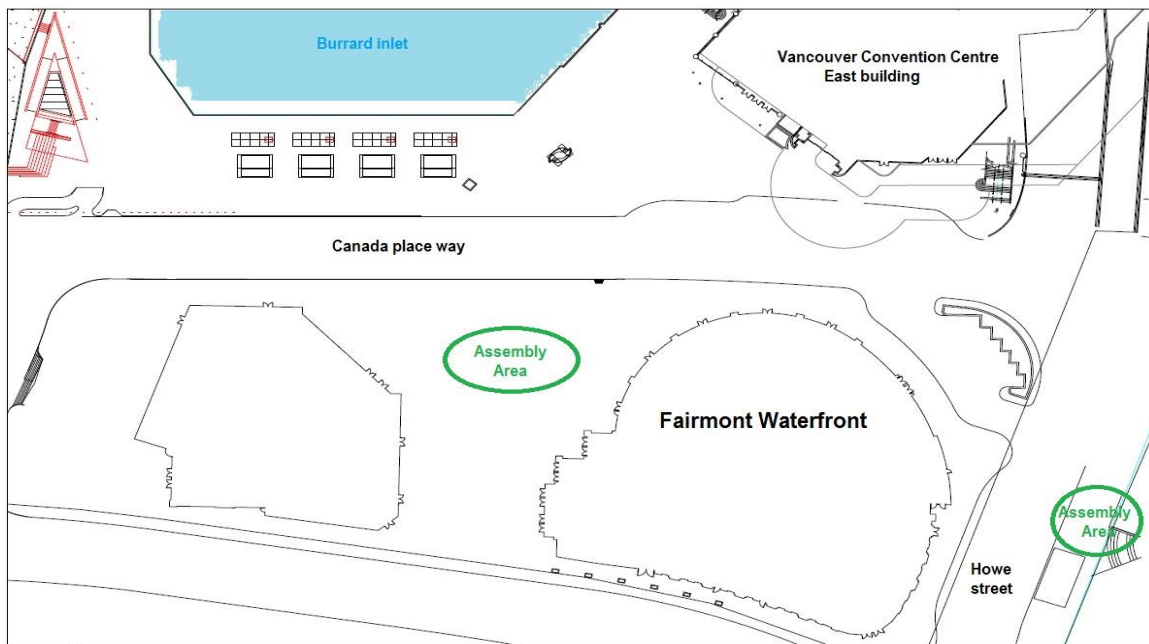 Burrard inlet
Vancouver Convention Centre
East building
Canada place way
Assembly
Area
Fairmont Waterfront
Assembly
Area
Howe
street